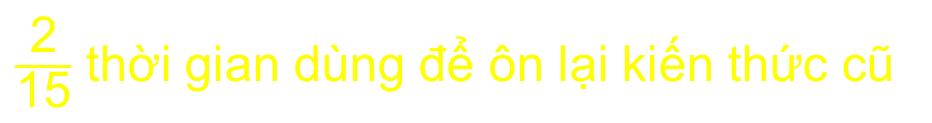 2/15 thời gian dùng để ôn lại kiến thức cũ